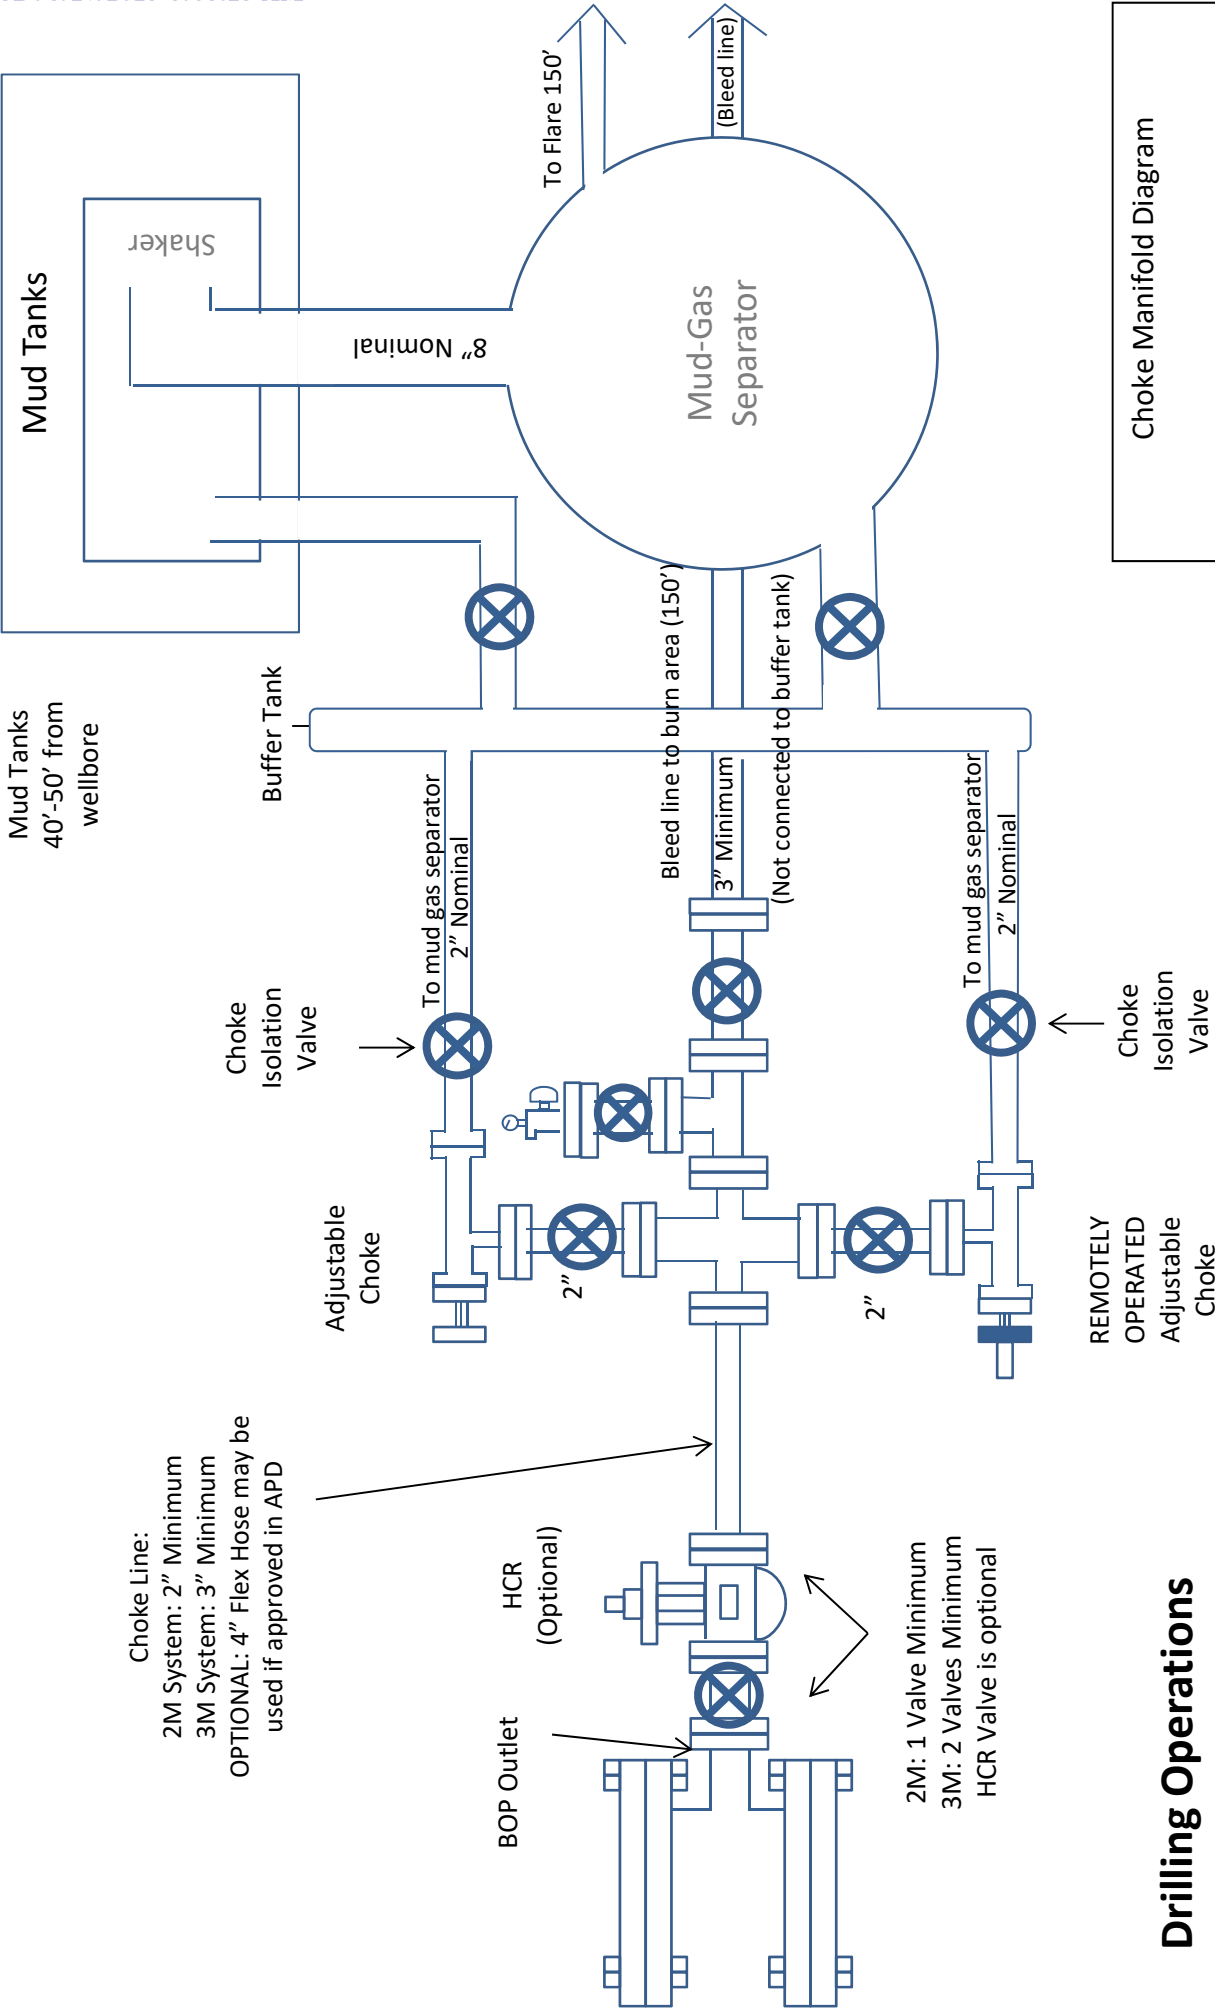 Choke Line:
2M System: 2” Minimum
3M System: 3” Minimum
OPTIONAL: 4” Flex Hose may be
used if approved in APD
Mud Tanks
40’-50’ from
wellbore
Mud Tanks
Shaker
8” Nominal
Buffer Tank
Choke
Isolation
Valve
Adjustable
Choke
To mud gas separator
2” Nominal
To Flare 150’
(Bleed line)
Mud-Gas
Separator
Bleed line to burn area (150’)
3” Minimum
(Not connected to buffer tank)
HCR
(Optional)
BOP Outlet
2”
2”
To mud gas separator
2” Nominal
2M: 1 Valve Minimum
3M: 2 Valves Minimum
HCR Valve is optional
REMOTELY
OPERATED
Adjustable
Choke
Choke
Isolation
Valve
Drilling Operations
Choke Manifold Diagram